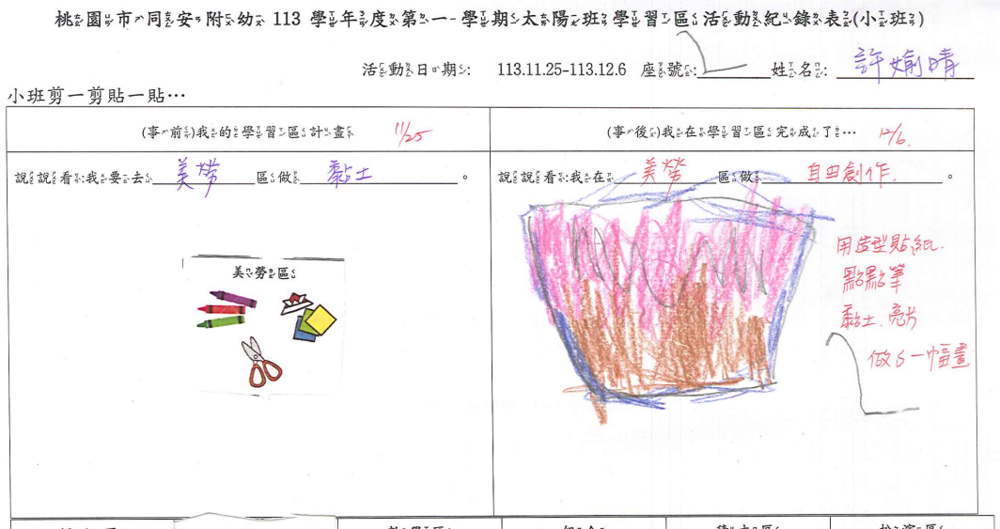 桃園市同安附幼 113 學年度第一學期太陽班學習區活動紀錄表(小班)
活動日期: 113.11.25-113.12.6 座號: 姓名: 許媮晴
小班剪一剪貼一貼…
(事前)我的學習區計畫 11/25
(事後)我在學習區完成了… 12/6.
說說看:我要去 美勞 區做 黏土 。
說說看:我在 美勞 區做 自由創作. 。
美勞區
用造型貼紙.
點點筆
黏土.亮片
做了一幅畫